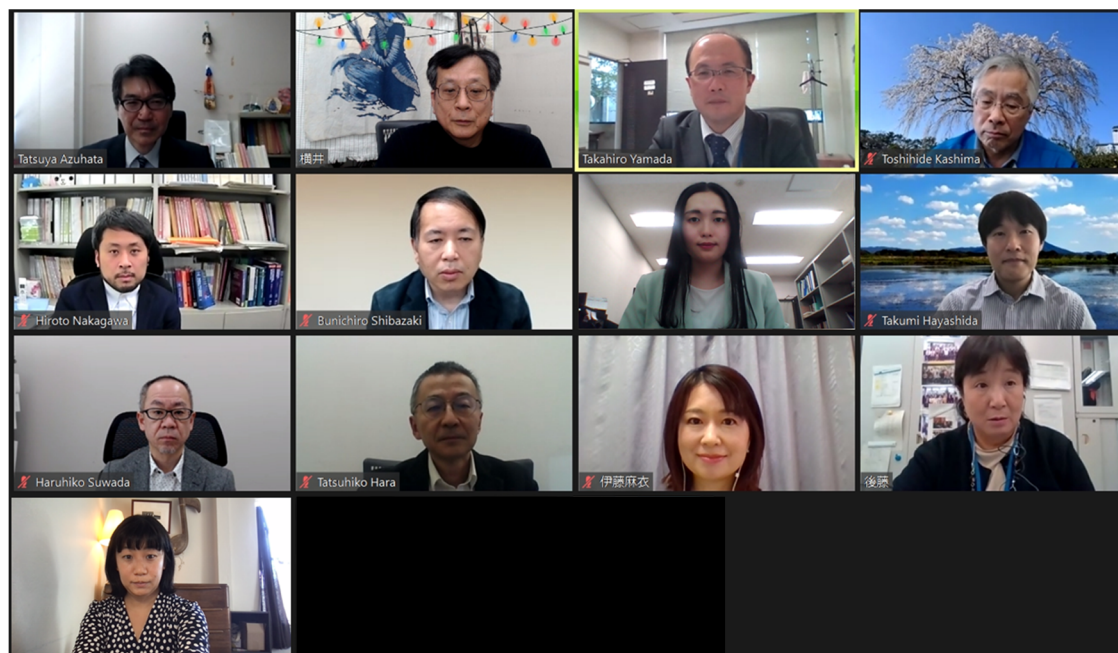 Tatsuya Azuhata
横井
Takahiro Yamada
Toshihide Kashima
Hiroto Nakagawa
Bunichiro Shibazaki
Takumi Hayashida
Haruhiko Suwada
Tatsuhiko Hara
伊藤麻衣
後藤